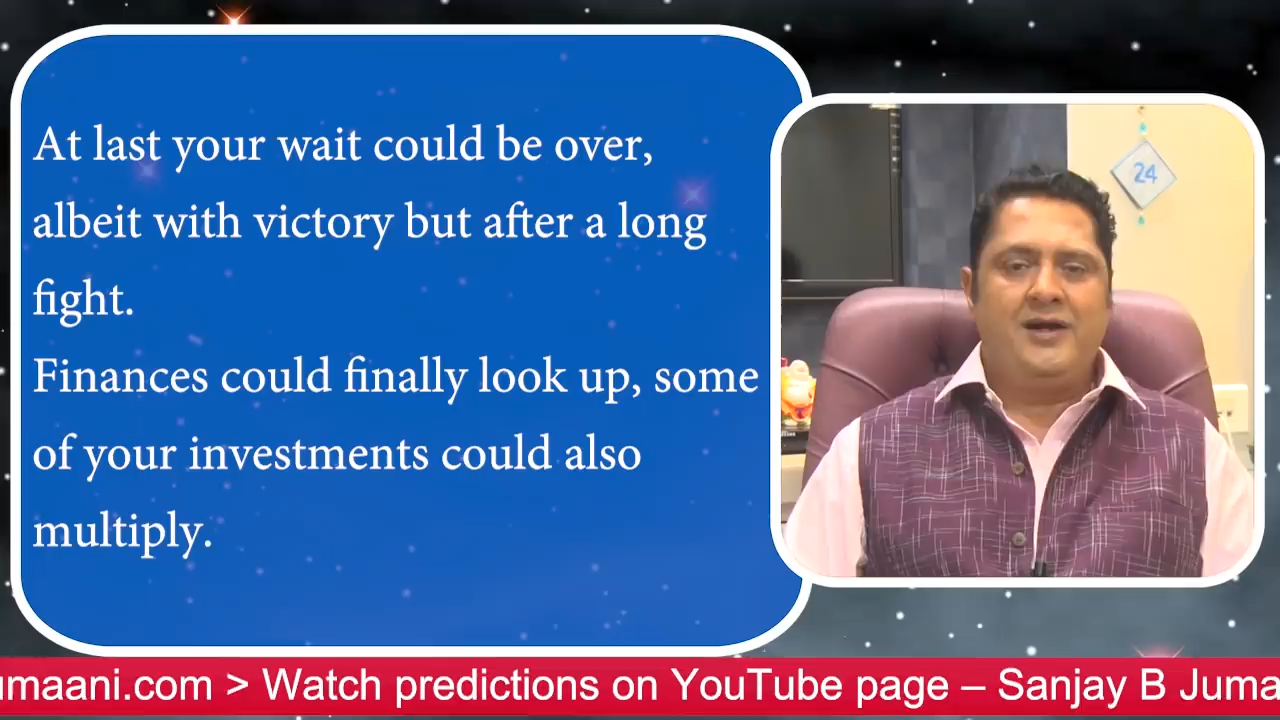 At last your wait could be over,
albeit with victory but after a long
fight.
Finances could finally look up, some
of your investments could also
multiply.
24
umaani.com > Watch predictions on YouTube page – Sanjay B Juma